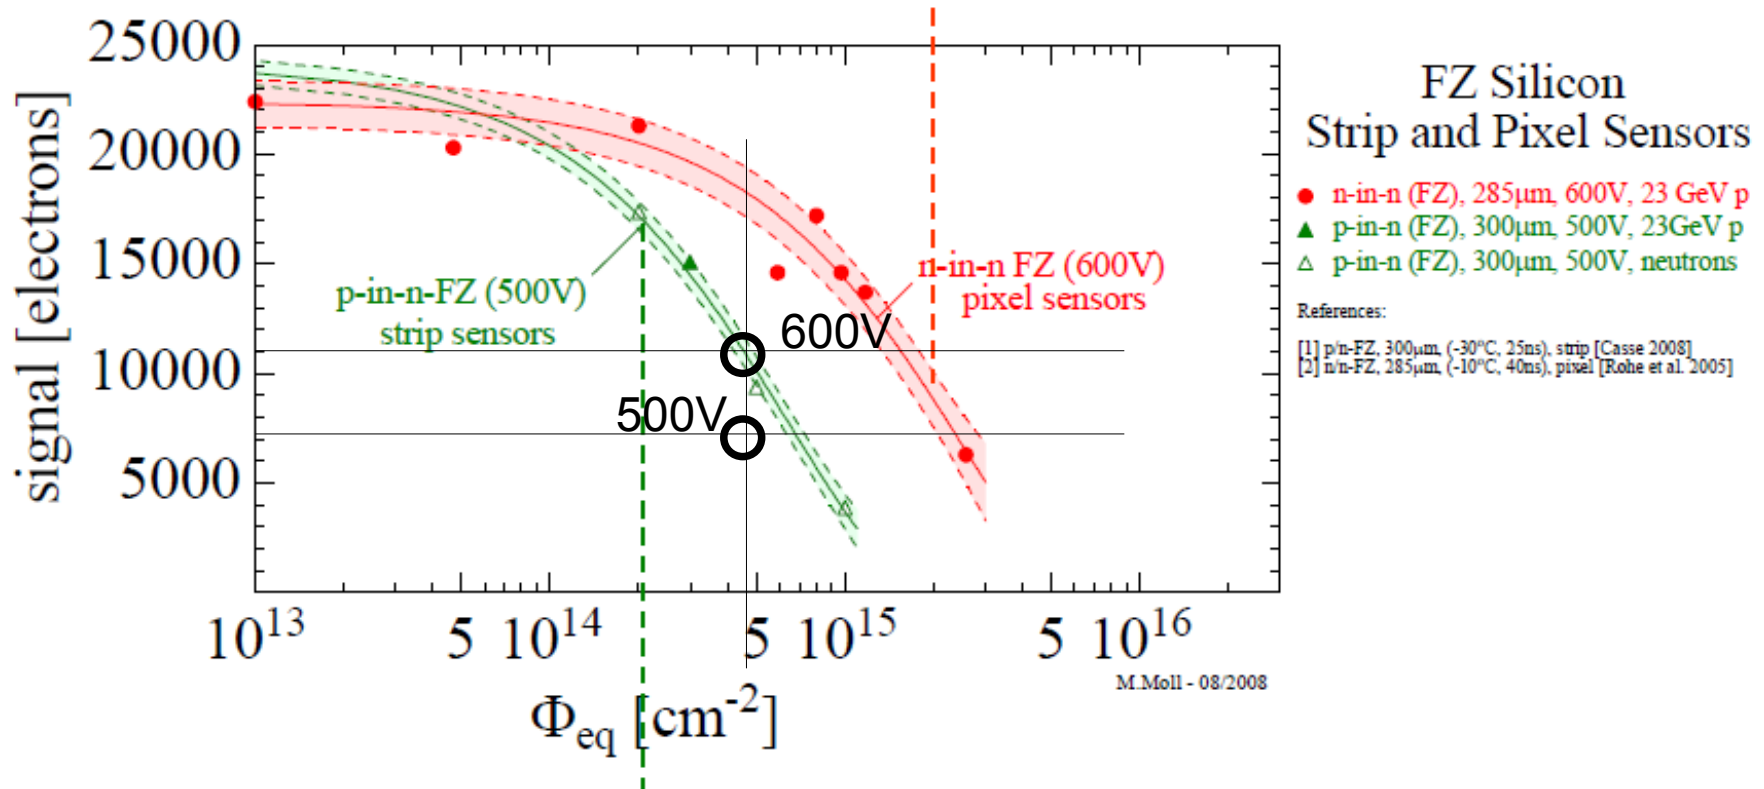 25000
20000
15000
10000
5000
signal [electrons]
p-in-n-FZ (500V)
strip sensors
n-in-n FZ (600V)
pixel sensors
600V
500V
10^13 5 10^14 5 10^15 5 10^16
Φeq [cm^-2]
M.Moll - 08/2008
FZ Silicon
Strip and Pixel Sensors
n-in-n (FZ), 285μm, 600V, 23 GeV p
p-in-n (FZ), 300μm, 500V, 23GeV p
p-in-n (FZ), 300μm, 500V, neutrons
References:
[1] p/n-FZ, 300μm, (-30°C, 25ns), strip [Casse 2008]
[2] n/n-FZ, 285μm, (-10°C, 40ns), pixel [Rohe et al. 2005]